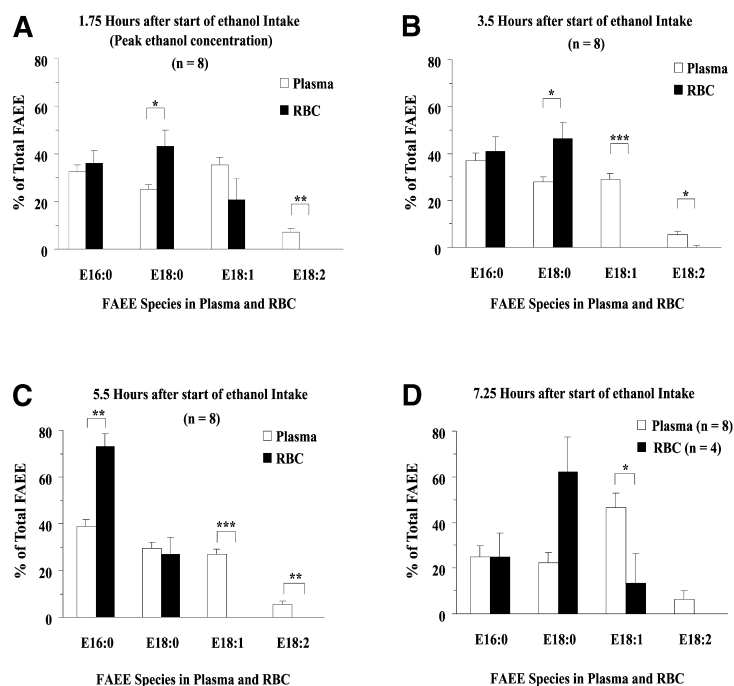 A
1.75 Hours after start of ethanol Intake
(Peak ethanol concentration)
(n = 8)
Plasma
RBC
*
**
80
60
40
20
0
% of Total FAEE
E16:0 E18:0 E18:1 E18:2
FAEE Species in Plasma and RBC
B
3.5 Hours after start of ethanol Intake
(n = 8)
Plasma
RBC
*
***
*
80
60
40
20
0
% of Total FAEE
E16:0 E18:0 E18:1 E18:2
FAEE Species in Plasma and RBC
C
5.5 Hours after start of ethanol Intake
(n = 8)
Plasma
RBC
**
***
**
80
60
40
20
0
% of Total FAEE
E16:0 E18:0 E18:1 E18:2
FAEE Species in Plasma and RBC
D
7.25 Hours after start of ethanol Intake
Plasma (n = 8)
RBC (n = 4)
*
80
60
40
20
0
% of Total FAEE
E16:0 E18:0 E18:1 E18:2
FAEE Species in Plasma and RBC